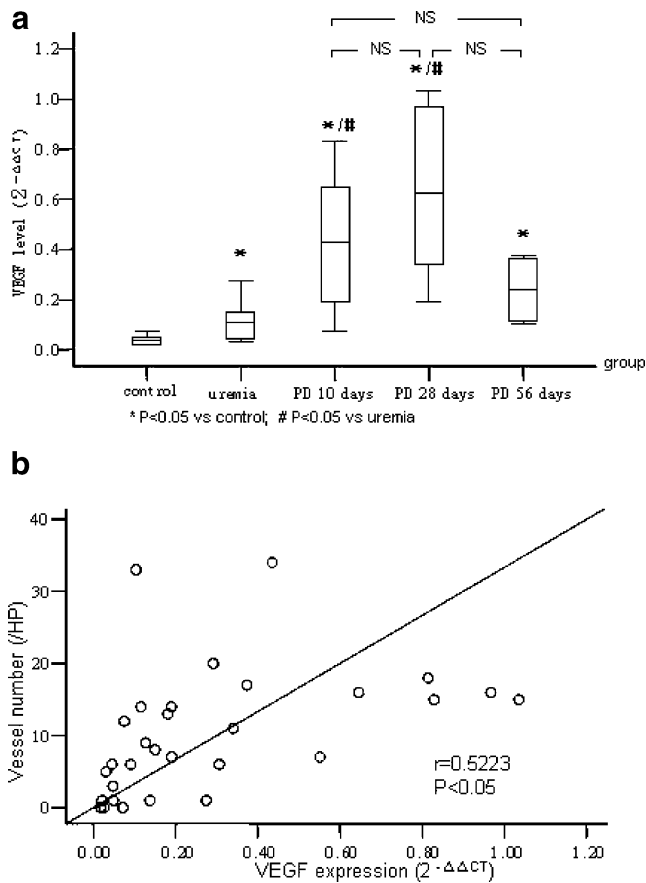 a
NS
NS
NS
1.2
1.0
0.8
0.6
0.4
0.2
0.0
VEGF level (2^-ΔΔCT)
*
*/#
*/#
*
group
control
uremia
PD 10 days
PD 28 days
PD 56 days
* P<0.05 vs control; # P<0.05 vs uremia
b
40
30
20
10
0
Vessel number (/HP)
r=0.5223
P<0.05
0.00
0.20
0.40
0.60
0.80
1.00
1.20
VEGF expression (2^-ΔΔCT)